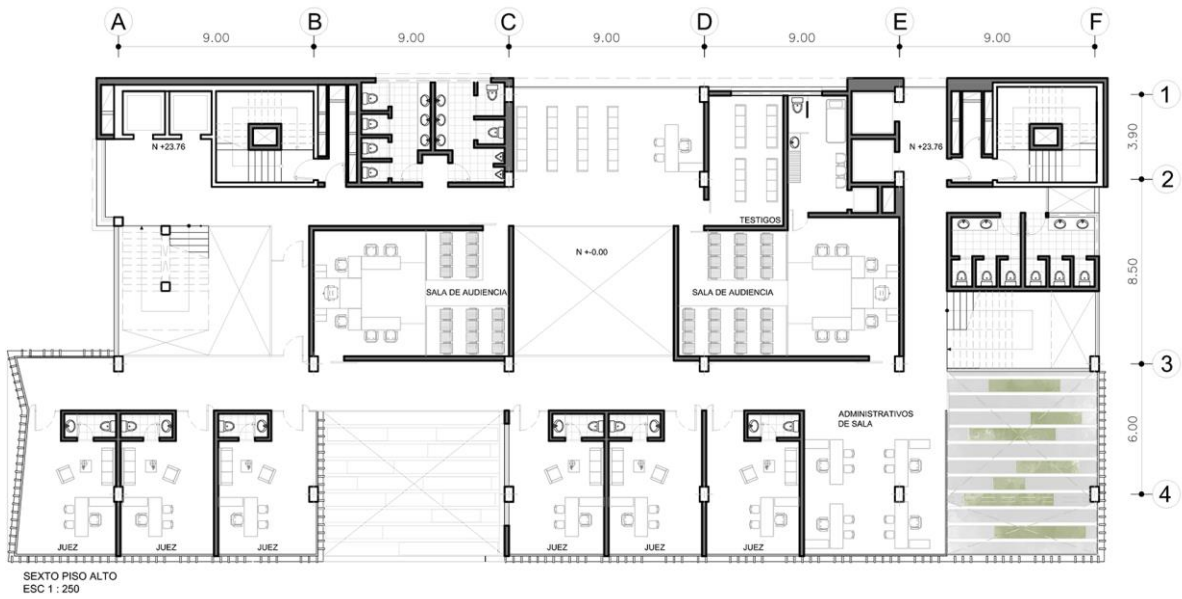 A B C D E F
9.00 9.00 9.00 9.00 9.00
1
3.90
N +23.76
N +23.76
2
TESTIGOS
N +-0.00
8.50
SALA DE AUDIENCIA
SALA DE AUDIENCIA
3
ADMINISTRATIVOS
DE SALA
6.00
4
JUEZ JUEZ JUEZ JUEZ JUEZ JUEZ
SEXTO PISO ALTO
ESC 1 : 250